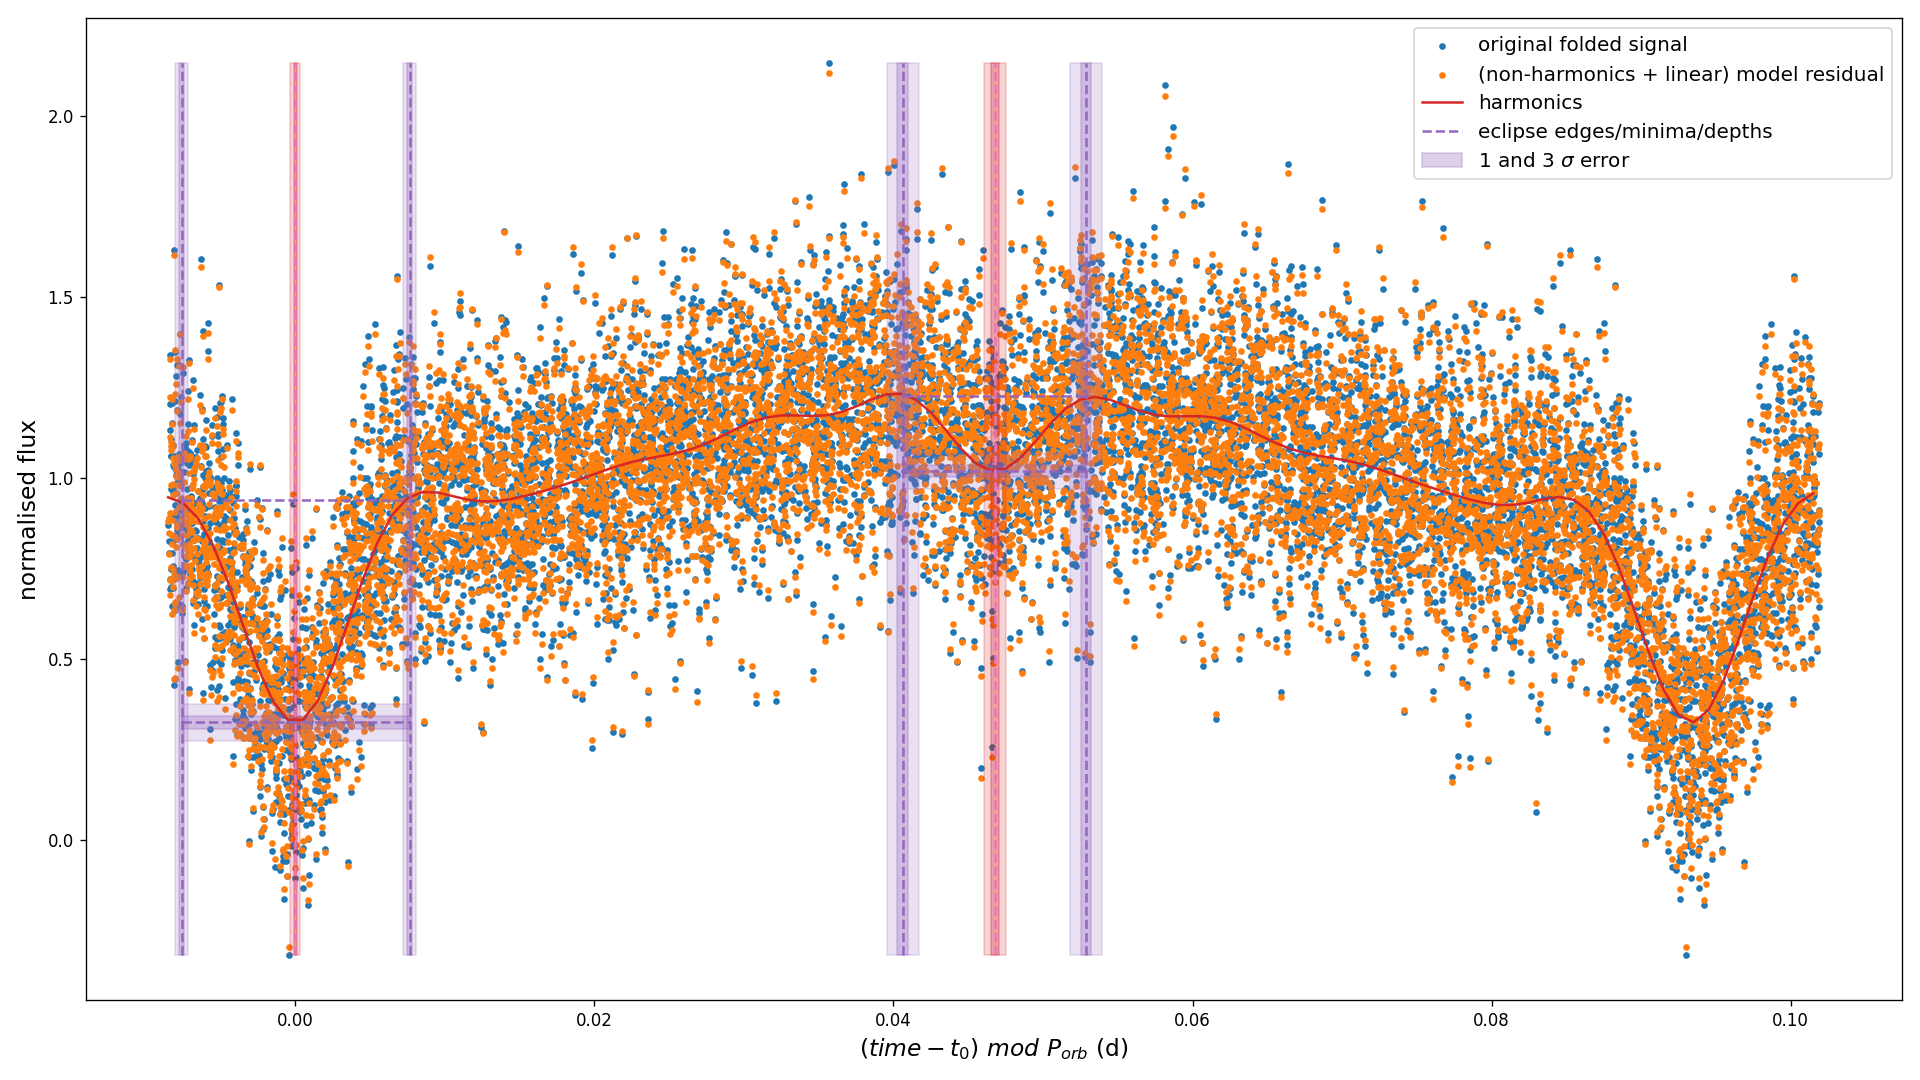 original folded signal
(non-harmonics + linear) model residual
harmonics
eclipse edges/minima/depths
1 and 3 σ error
normalised flux
2.0
1.5
1.0
0.5
0.0
0.00 0.02 0.04 0.06 0.08 0.10
(time − t₀) mod Pₒᵣb (d)